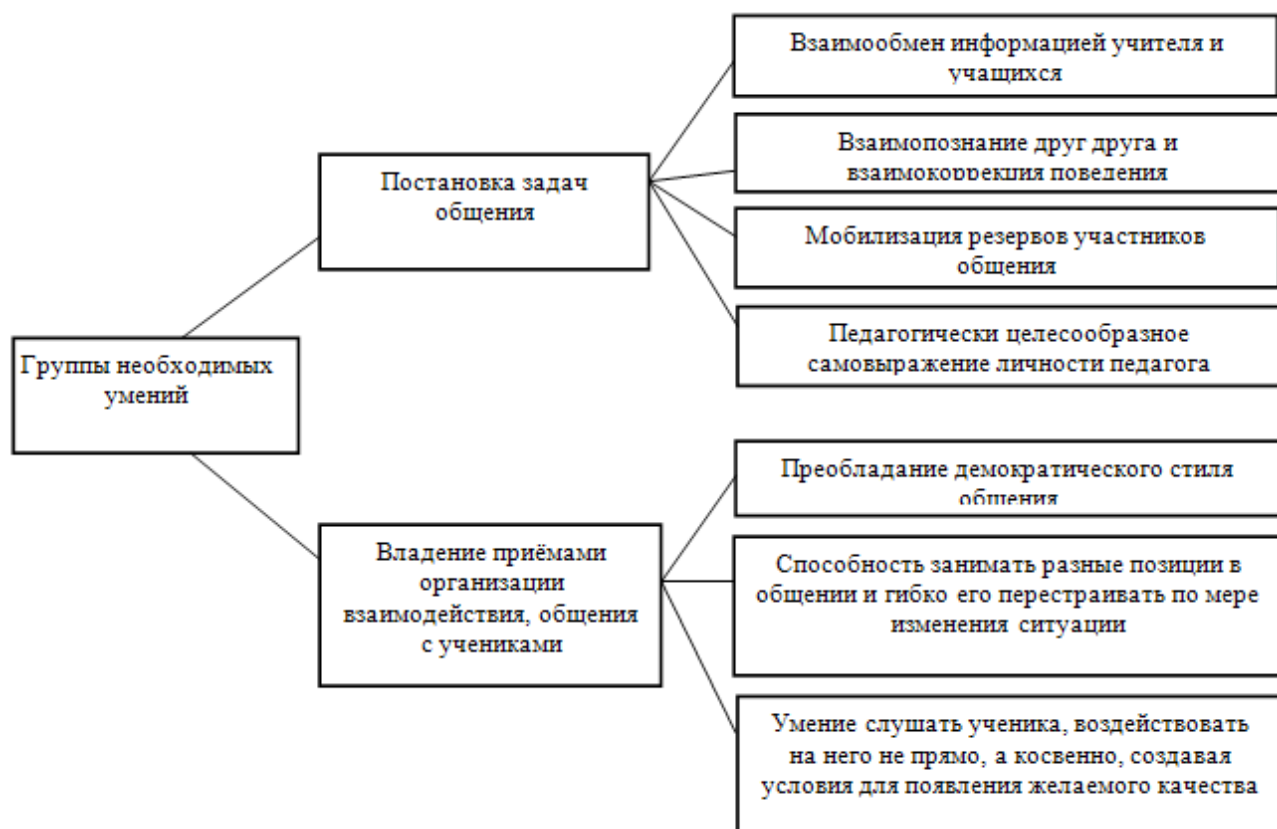 Группы необходимых
умений
Постановка задач
общения
Взаимообмен информацией учителя и
учащихся
Взаимопознание друг друга и
взаимокоррекция поведения
Мобилизация резервов участников
общения
Педагогически целесообразное
самовыражение личности педагога
Владение приёмами
организации
взаимодействия, общения
с учениками
Преобладание демократического стиля
общения
Способность занимать разные позиции в
общении и гибко его перестраивать по мере
изменения ситуации
Умение слушать ученика, воздействовать
на него не прямо, а косвенно, создавая
условия для появления желаемого качества